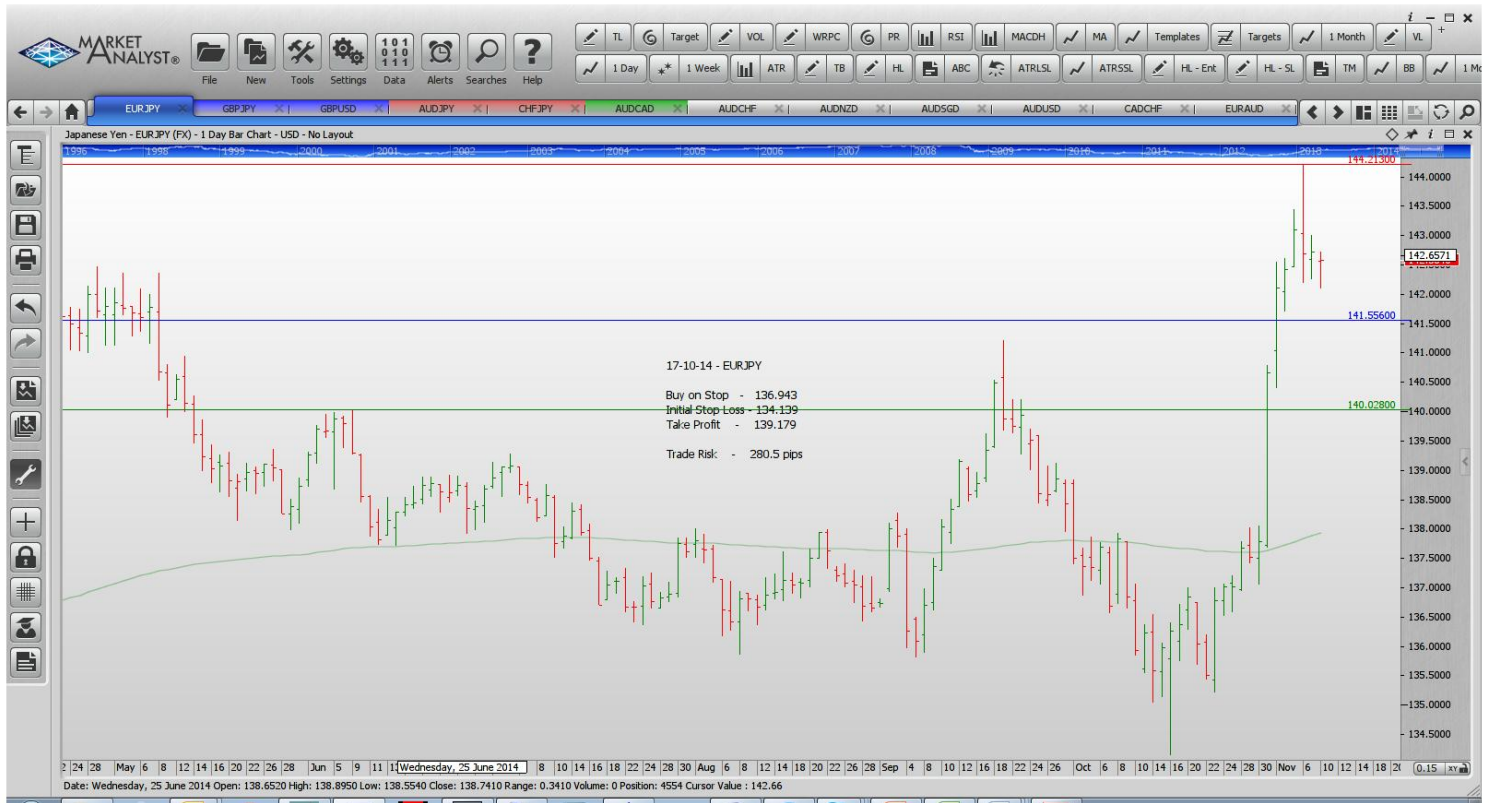 MARKET
ANALYST®
File New Tools Settings Data Alerts Searches Help
101
010
111
TL Target VOL WRPC PR RSI MACDH MA Templates Targets 1 Month VL
1 Day 1 Week ATR TB HL ABC ATRLSL ATRSSL HL - Ent HL - SL TM BB 1 Mo
EURJPY GBPJPY GBPUSD AUDJPY CHFJPY AUDCAD AUDCHF AUDNZD AUDSGD AUDUSD CADCHF EURAUD
Japanese Yen - EURJPY (FX) - 1 Day Bar Chart - USD - No Layout
1996 1998 1999 2000 2001 2002 2003 2004 2005 2006 2007 2008 2009 2010 2011 2012 2013 2014
144.21300
144.0000
143.5000
143.0000
142.6571
142.0000
141.55600
141.5000
141.0000
140.5000
140.02800
140.0000
139.5000
139.0000
138.5000
138.0000
137.5000
137.0000
136.5000
136.0000
135.5000
135.0000
134.5000
17-10-14 - EURJPY
Buy on Stop - 136.943
Initial Stop Loss - 134.139
Take Profit - 139.179
Trade Risk - 280.5 pips
2 24 28 May 6 8 12 14 16 20 22 26 28 Jun 5 9 11 Wednesday, 25 June 2014 8 10 14 16 18 22 24 28 30 Aug 6 8 12 14 18 20 22 26 28 Sep 4 8 10 12 16 18 22 24 26 Oct 6 8 10 14 16 20 22 24 28 30 Nov 6 10 12 14 18 20 0.15 XY
Date: Wednesday, 25 June 2014 Open: 138.6520 High: 138.8950 Low: 138.5540 Close: 138.7410 Range: 0.3410 Volume: 0 Position: 4554 Cursor Value : 142.66